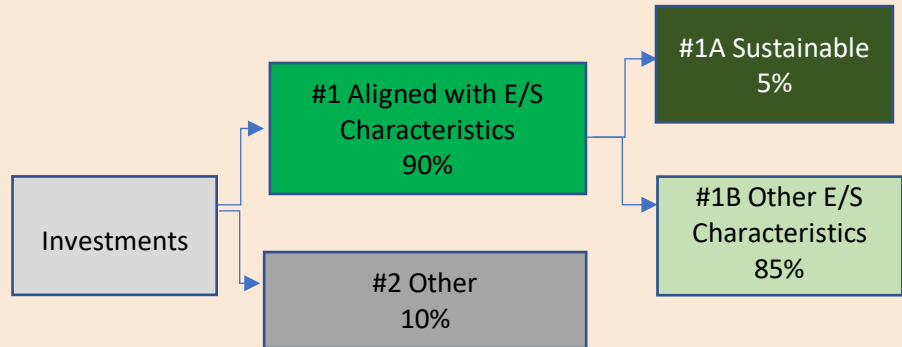 Investments
#1 Aligned with E/S
Characteristics
90%
#2 Other
10%
#1A Sustainable
5%
#1B Other E/S
Characteristics
85%